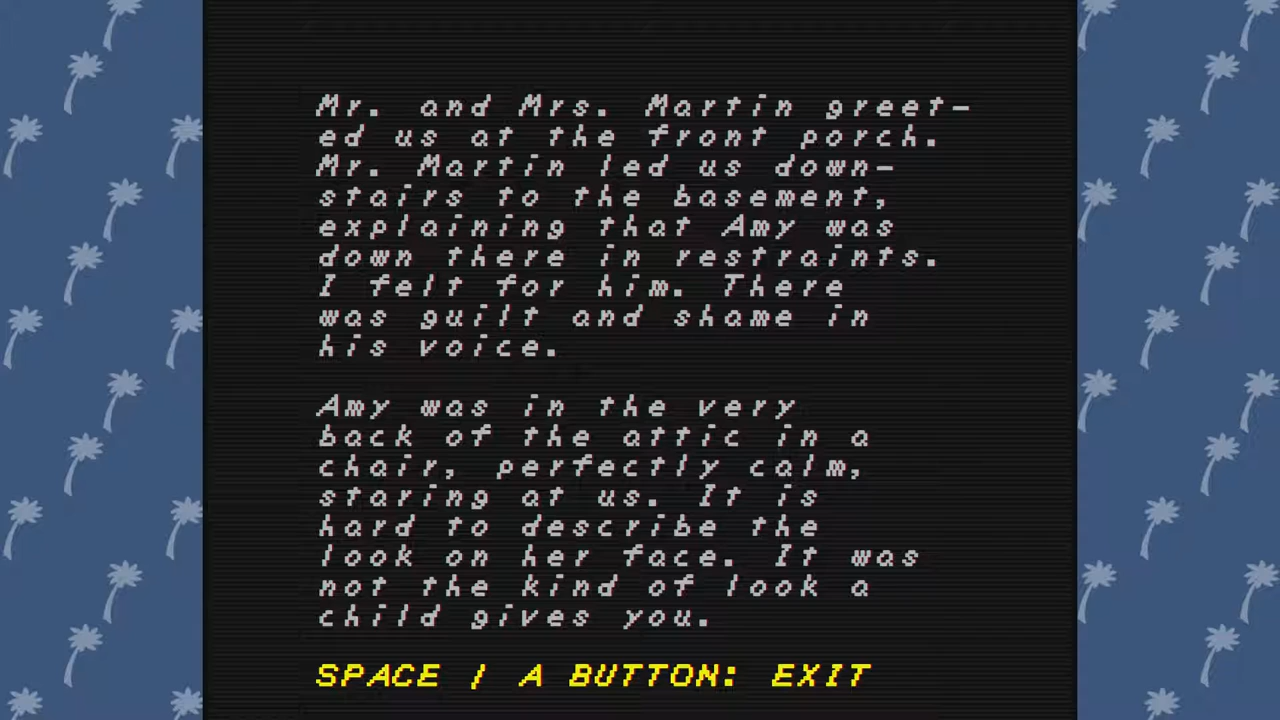 Mr. and Mrs. Martin greet-
ed us at the front porch.
Mr. Martin led us down-
stairs to the basement,
explaining that Amy was
down there in restraints.
I felt for him. There
was guilt and shame in
his voice.
Amy was in the very
back of the attic in a
chair, perfectly calm,
staring at us. It is
hard to describe the
look on her face. It was
not the kind of look a
child gives you.
SPACE / A BUTTON: EXIT